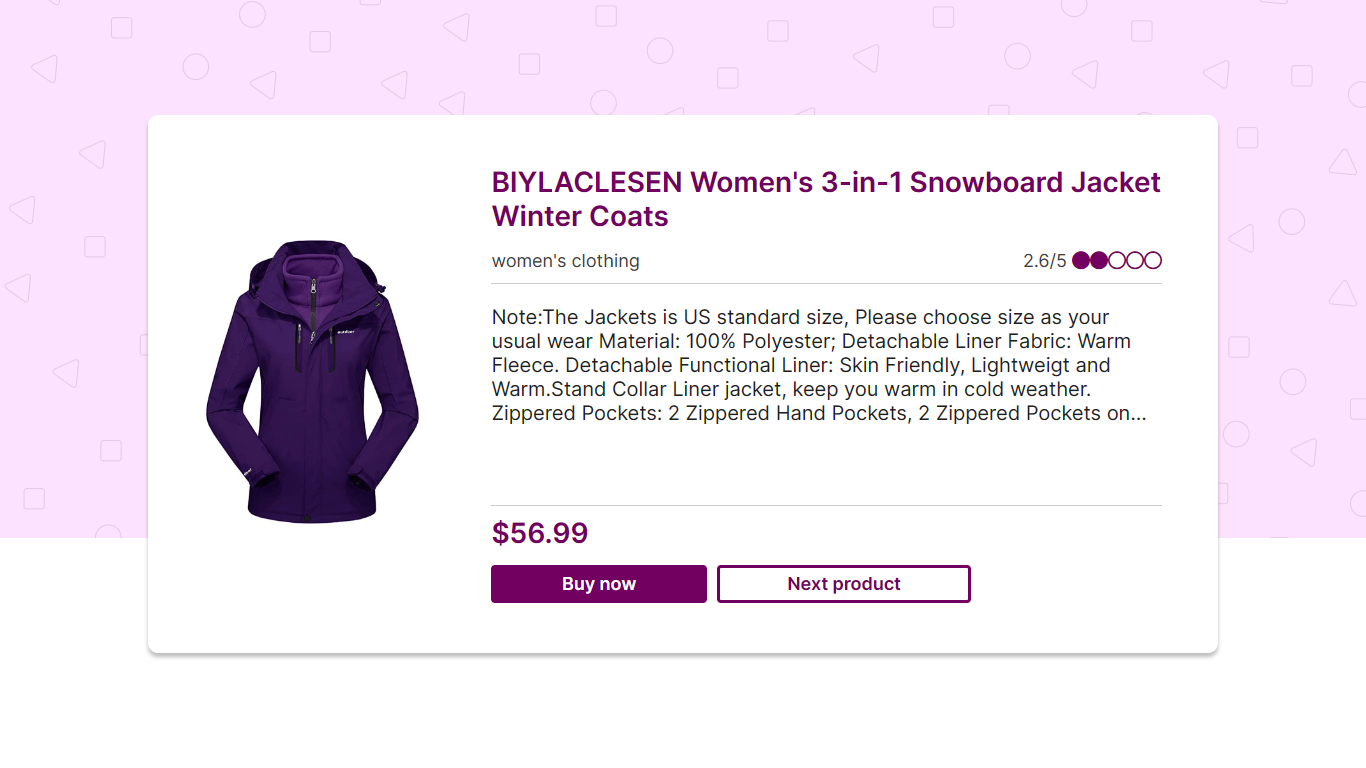 BIYLACLESEN Women's 3-in-1 Snowboard Jacket
Winter Coats
women's clothing
2.6/5
Note:The Jackets is US standard size, Please choose size as your
usual wear Material: 100% Polyester; Detachable Liner Fabric: Warm
Fleece. Detachable Functional Liner: Skin Friendly, Lightweigt and
Warm.Stand Collar Liner jacket, keep you warm in cold weather.
Zippered Pockets: 2 Zippered Hand Pockets, 2 Zippered Pockets on...
outdoor
$56.99
Buy now
Next product